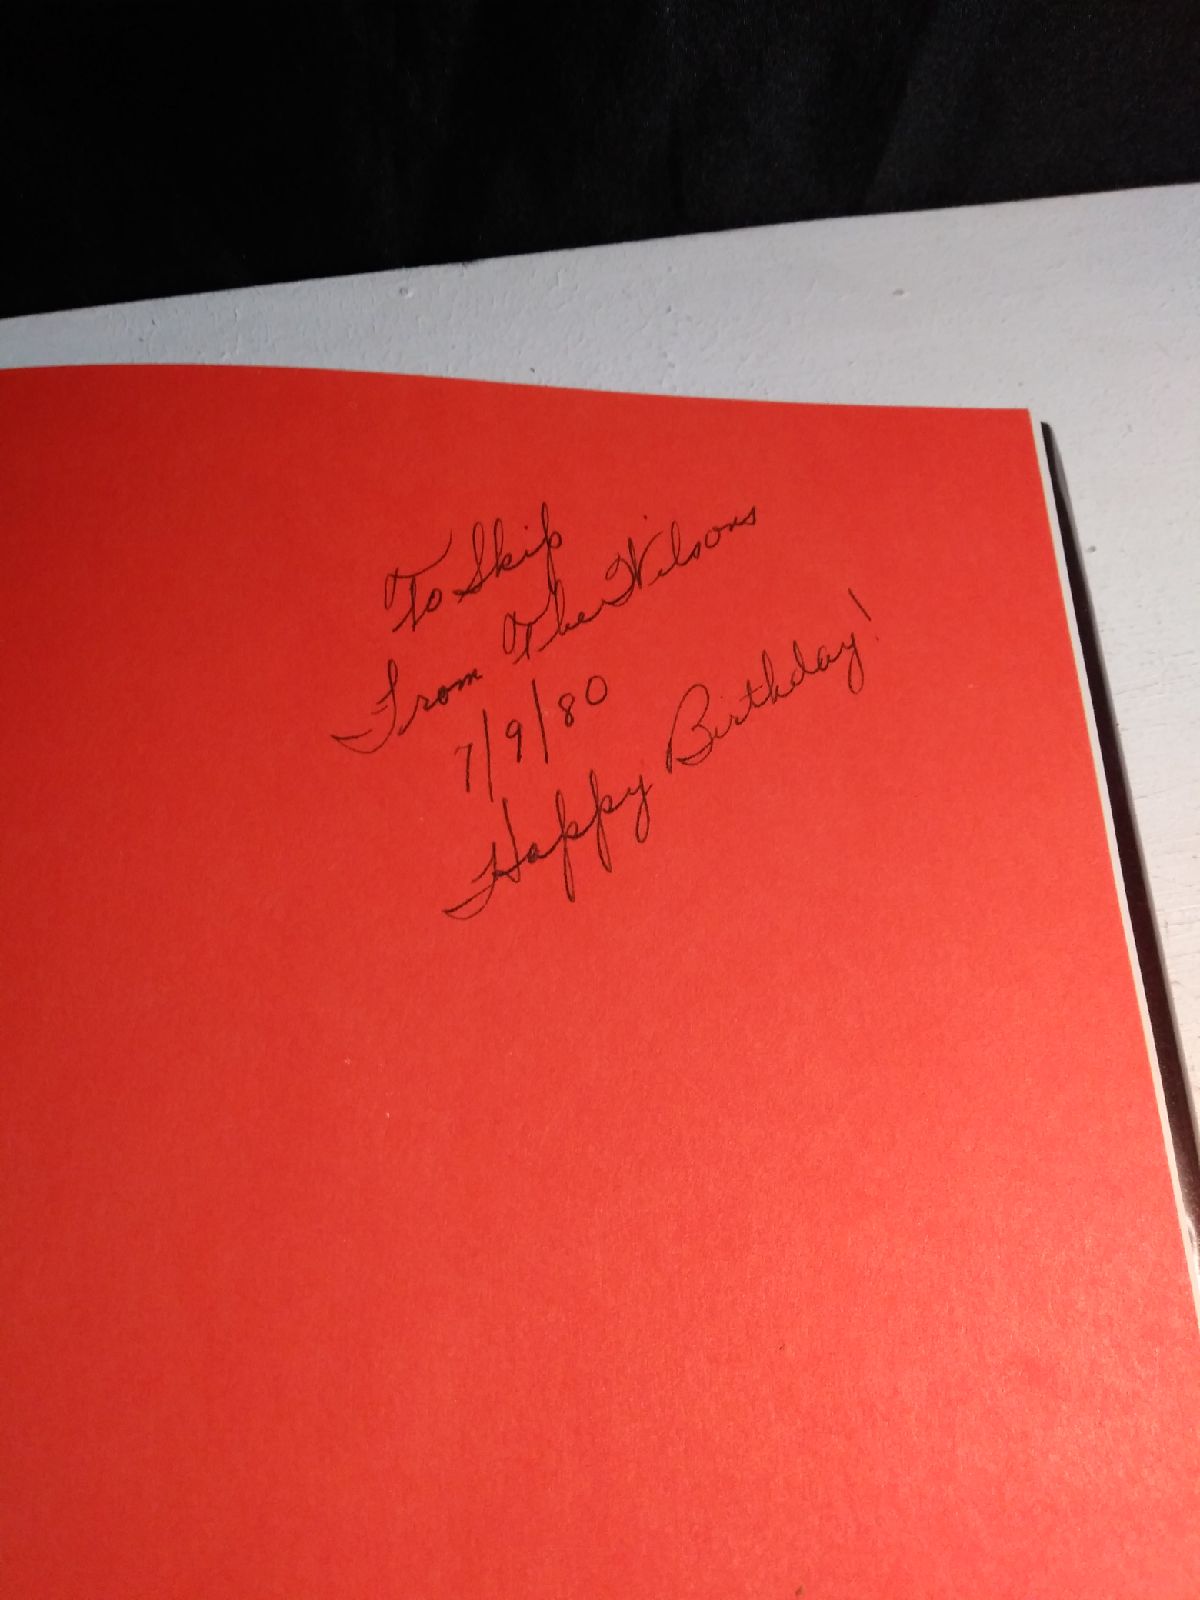 To Skip
From The Wilsons
7/9/80
Happy Birthday!